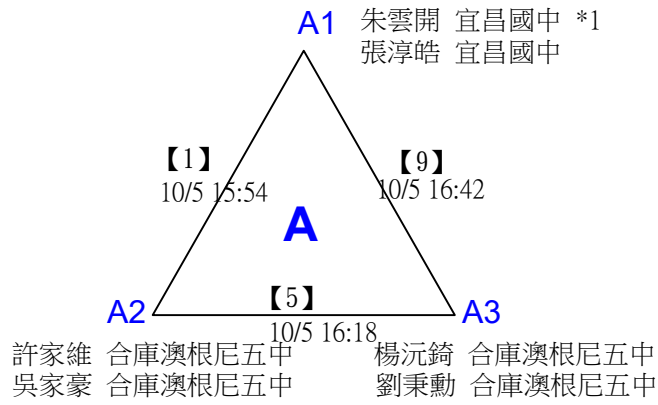 A1 朱雲開 宜昌國中 *1
張淳皓 宜昌國中
【1】
10/5 15:54
【9】
10/5 16:42
A
【5】
10/5 16:18
A2
A3
許家維 合庫澳根尼五中
吳家豪 合庫澳根尼五中
楊沅錡 合庫澳根尼五中
劉秉勳 合庫澳根尼五中